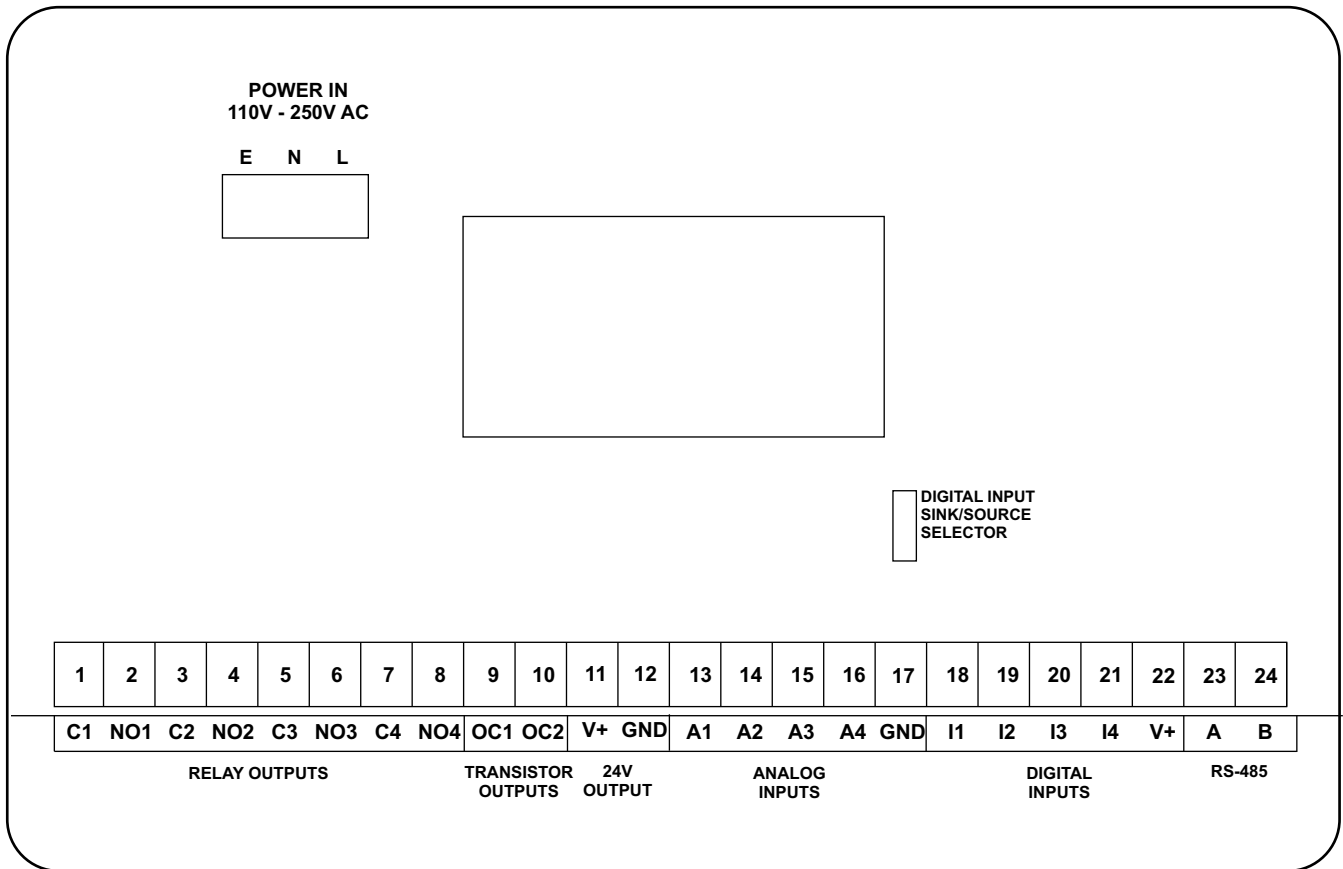 POWER IN
110V - 250V AC
E N L
DIGITAL INPUT
SINK/SOURCE
SELECTOR
1 2 3 4 5 6 7 8 9 10 11 12 13 14 15 16 17 18 19 20 21 22 23 24
C1 NO1 C2 NO2 C3 NO3 C4 NO4 OC1 OC2 V+ GND A1 A2 A3 A4 GND I1 I2 I3 I4 V+ A B
RELAY OUTPUTS
TRANSISTOR
OUTPUTS
24V
OUTPUT
ANALOG
INPUTS
DIGITAL
INPUTS
RS-485